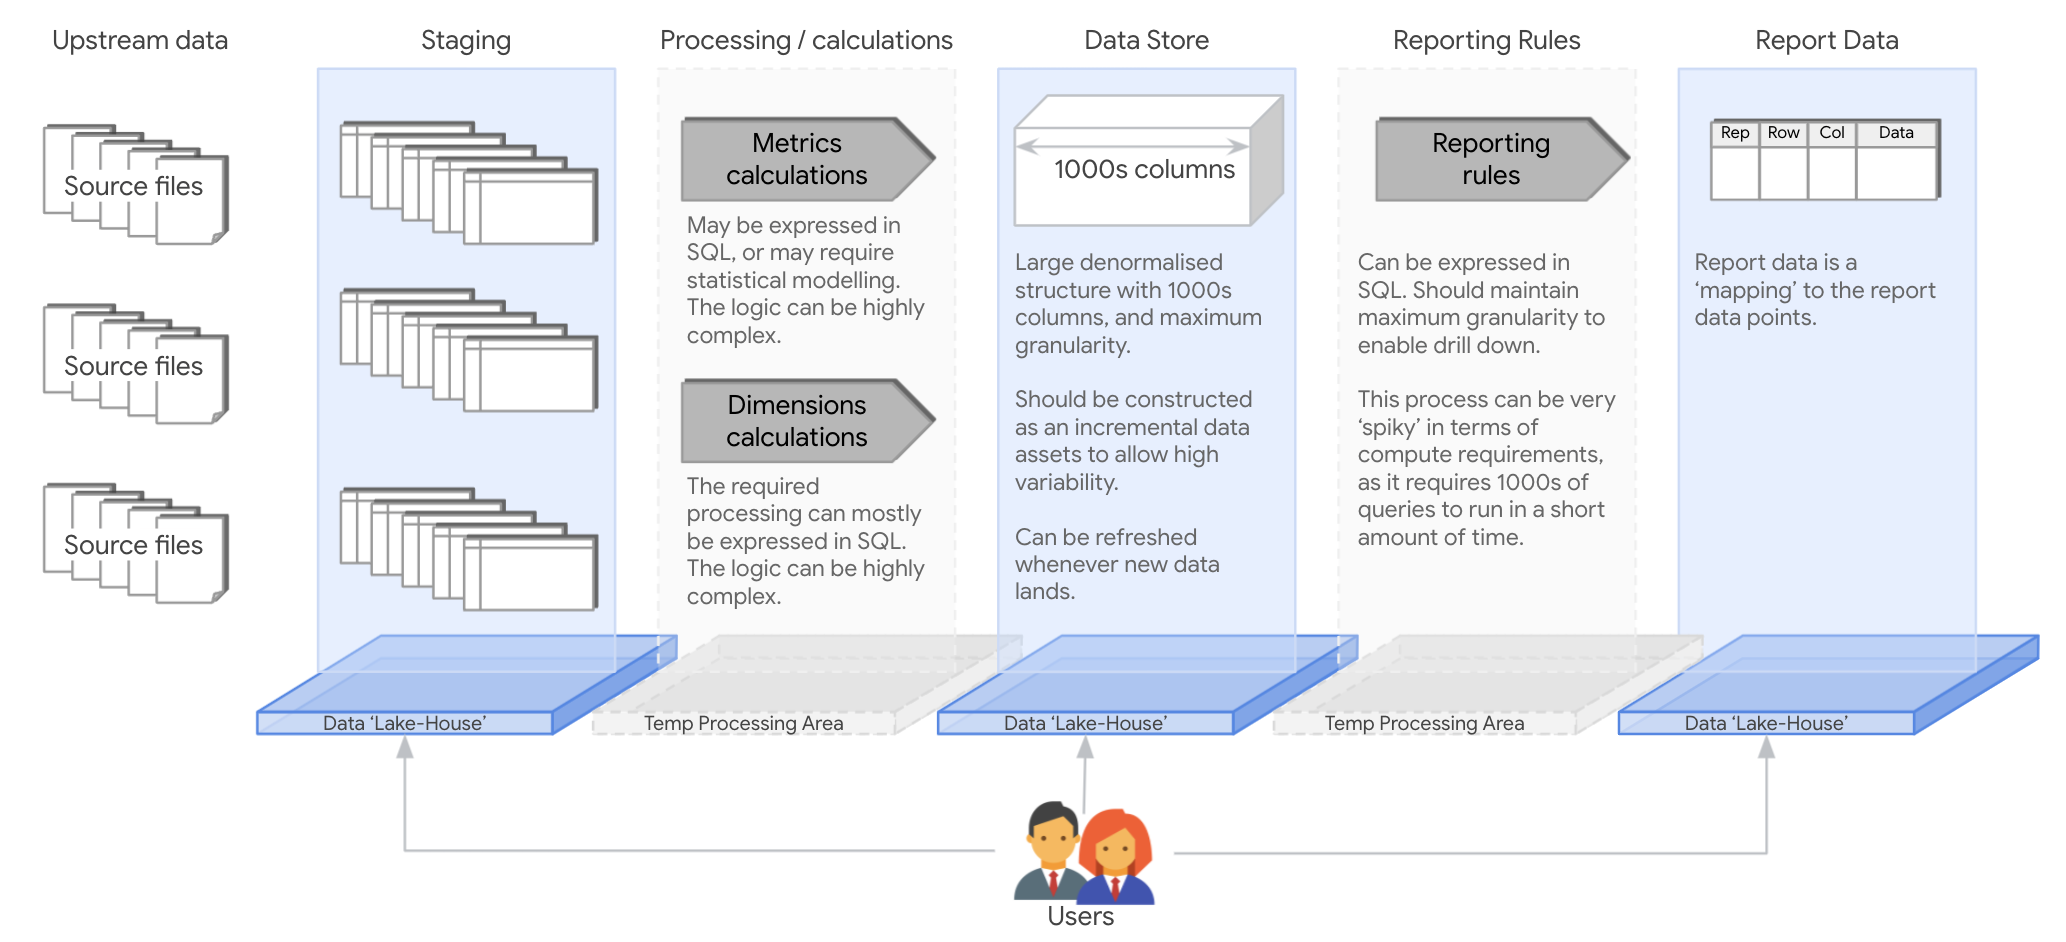 Upstream data
Staging
Processing / calculations
Data Store
Reporting Rules
Report Data
Source files
Source files
Source files
Metrics
calculations
May be expressed in
SQL, or may require
statistical modelling.
The logic can be highly
complex.
Dimensions
calculations
The required
processing can mostly
be expressed in SQL.
The logic can be highly
complex.
1000s columns
Large denormalised
structure with 1000s
columns, and maximum
granularity.
Should be constructed
as an incremental data
assets to allow high
variability.
Can be refreshed
whenever new data
lands.
Reporting
rules
Can be expressed in
SQL. Should maintain
maximum granularity to
enable drill down.
This process can be very
‘spiky’ in terms of
compute requirements,
as it requires 1000s of
queries to run in a short
amount of time.
Rep Row Col Data
Report data is a
‘mapping’ to the report
data points.
Data ‘Lake-House’
Temp Processing Area
Data ‘Lake-House’
Temp Processing Area
Data ‘Lake-House’
Users